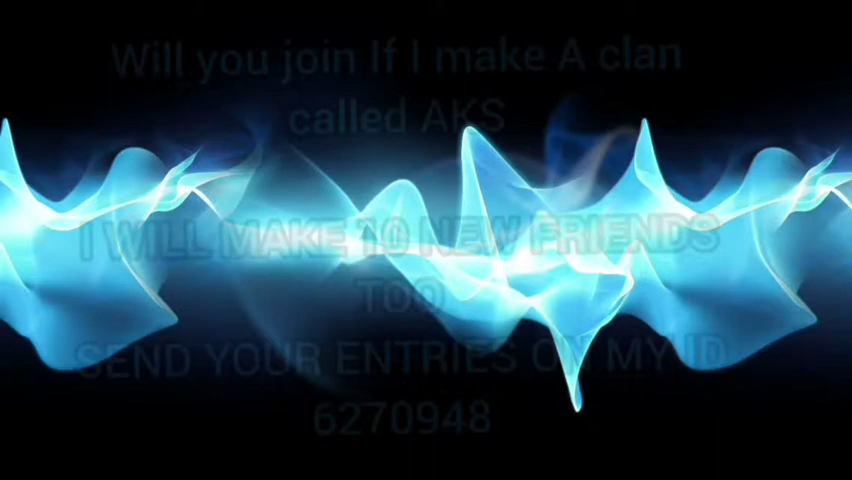 Will you join If I make A clan
called AKS
I WILL MAKE 10 NEW FRIENDS
TOO
SEND YOUR ENTRIES ON MY ID
6270948